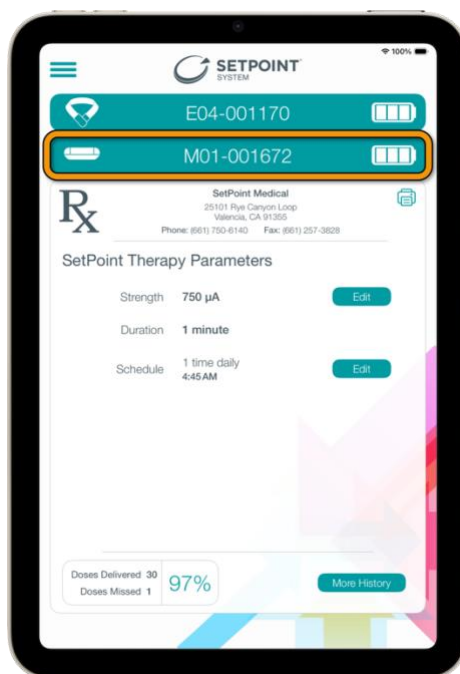 100%
SETPOINT
SYSTEM
E04-001170
M01-001672
Rx
SetPoint Medical
25101 Rye Canyon Loop
Valencia, CA 91355
Phone: (661) 750-6140 Fax: (661) 257-3828
SetPoint Therapy Parameters
Strength 750 µA Edit
Duration 1 minute
Schedule 1 time daily Edit
4:45 AM
Doses Delivered 30
Doses Missed 1
97%
More History